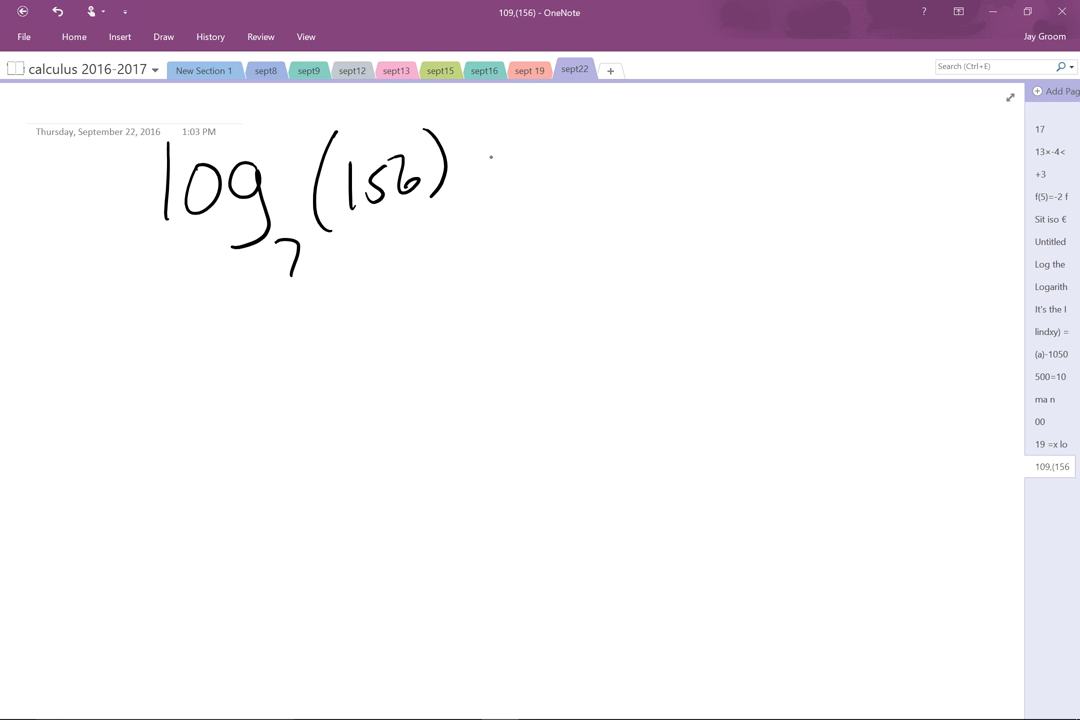 109,(156) - OneNote
? 
File Home Insert Draw History Review View
Jay Groom
calculus 2016-2017
New Section 1 sept8 sept9 sept12 sept13 sept15 sept16 sept 19 sept22
Search (Ctrl+E)
Add Pag
Thursday, September 22, 2016 1:03 PM
log₇(156)
17
13×-4<
+3
f(5)=-2 f
Sit iso €
Untitled
Log the
Logarith
It's the I
lindxy) =
(a)-1050
500=10
ma n
00
19 =x lo
109,(156